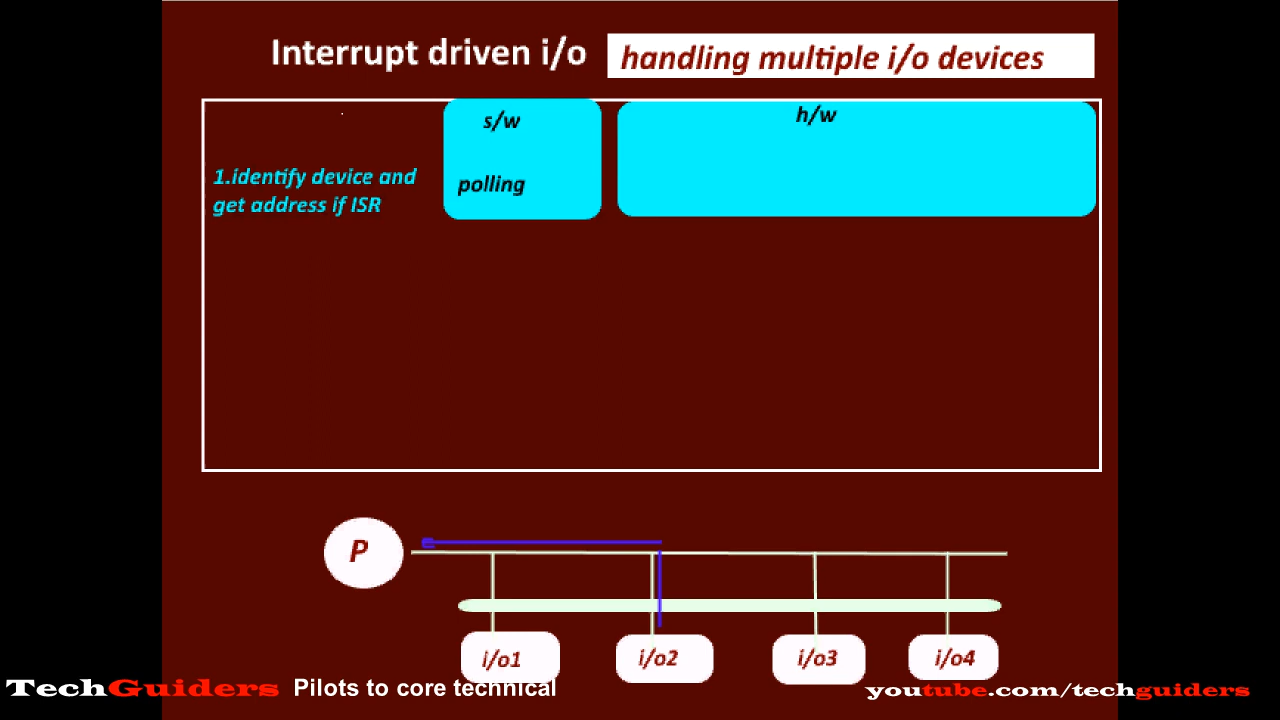 Interrupt driven i/o handling multiple i/o devices
s/w h/w
1.identify device and
get address if ISR
polling
P
i/o1 i/o2 i/o3 i/o4
TechGuiders Pilots to core technical youtube.com/techguiders